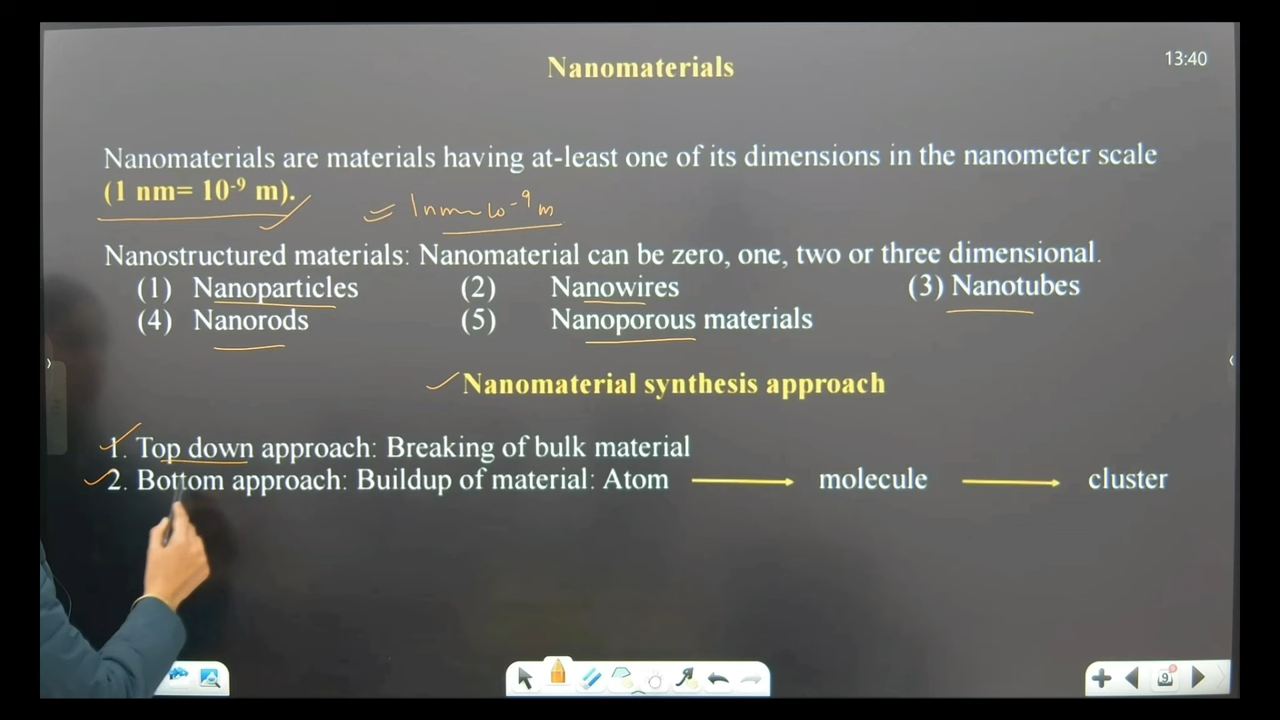 Nanomaterials
13:40
Nanomaterials are materials having at-least one of its dimensions in the nanometer scale
(1 nm= 10⁻⁹ m).
1nm~10⁻⁹m
Nanostructured materials: Nanomaterial can be zero, one, two or three dimensional.
(1) Nanoparticles (2) Nanowires (3) Nanotubes
(4) Nanorods (5) Nanoporous materials
Nanomaterial synthesis approach
1. Top down approach: Breaking of bulk material
2. Bottom approach: Buildup of material: Atom → molecule → cluster
9